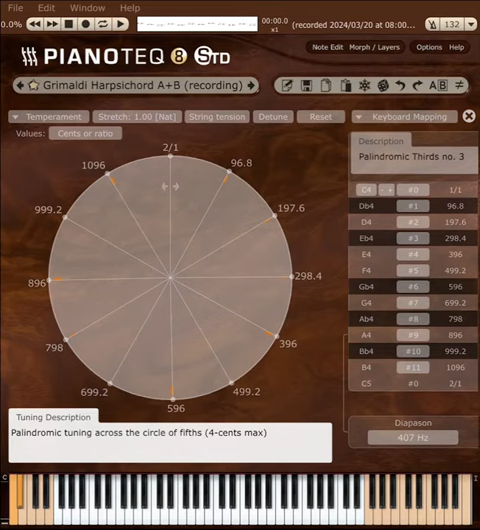 File Edit Window Help
0.0% 00:00.0 x1 (recorded 2024/03/20 at 08:00... 132
PIANOTEQ 8 STD
Note Edit Morph / Layers Options Help
Grimaldi Harpsichord A+B (recording) A B ≠
Temperament Stretch: 1.00 [Nat] String tension Detune Reset Keyboard Mapping
Values: Cents or ratio
Description
Palindromic Thirds no. 3
2/1
96.8
197.6
298.4
396
499.2
596
699.2
798
896
999.2
1096
C4 - + #0 1/1
Db4 #1 96.8
D4 #2 197.6
Eb4 #3 298.4
E4 #4 396
F4 #5 499.2
Gb4 #6 596
G4 #7 699.2
Ab4 #8 798
A4 #9 896
Bb4 #10 999.2
B4 #11 1096
C5 #0 2/1
Tuning Description
Palindromic tuning across the circle of fifths (4-cents max)
Diapason
407 Hz